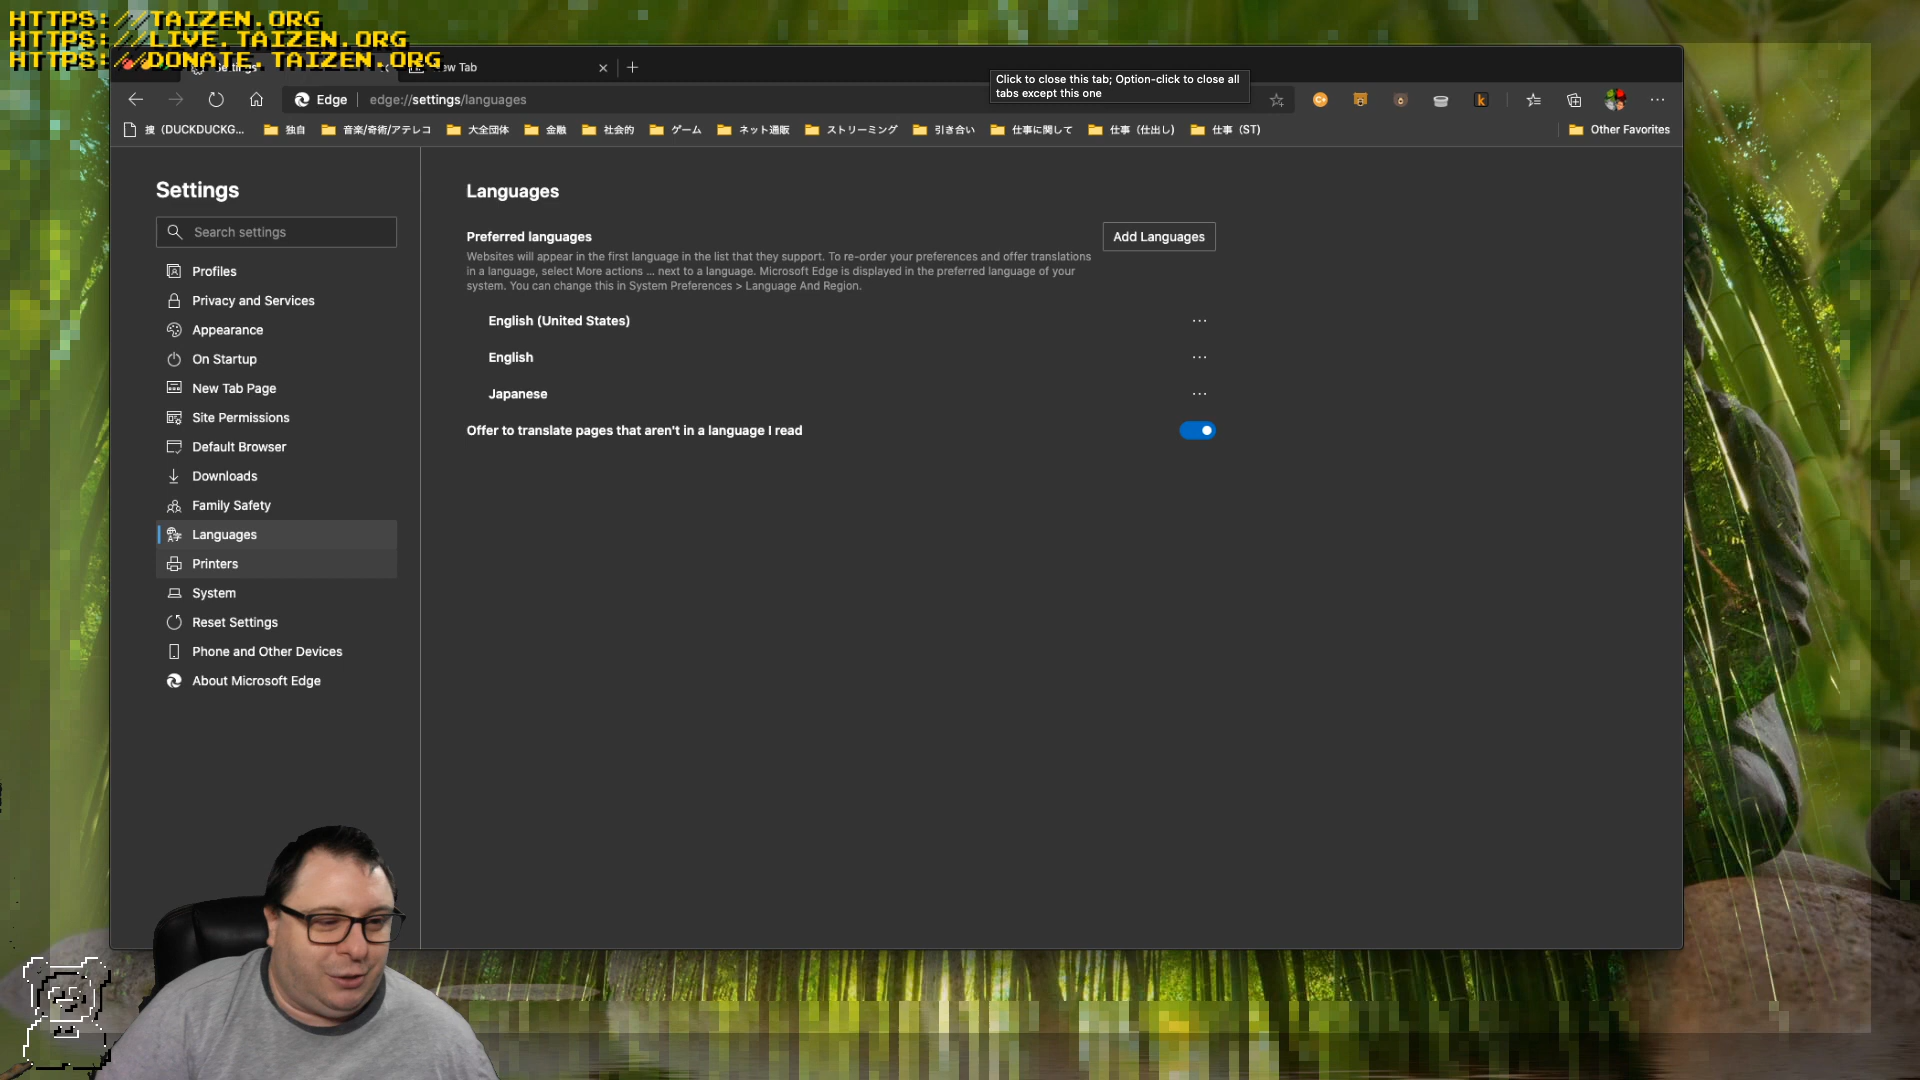 HTTPS://TAIZEN.ORG
HTTPS://LIVE.TAIZEN.ORG
HTTPS://DONATE.TAIZEN.ORG
Settings
New Tab
Click to close this tab; Option-click to close all
tabs except this one
Edge
edge://settings/languages
捜（DUCKDUCKG...
独自
音楽/奇術/アテレコ
大全団体
金融
社会的
ゲーム
ネット通販
ストリーミング
引き合い
仕事に関して
仕事（仕出し）
仕事（ST）
Other Favorites
Settings
Search settings
Profiles
Privacy and Services
Appearance
On Startup
New Tab Page
Site Permissions
Default Browser
Downloads
Family Safety
Languages
Printers
System
Reset Settings
Phone and Other Devices
About Microsoft Edge
Languages
Preferred languages
Add Languages
Websites will appear in the first language in the list that they support. To re-order your preferences and offer translations
in a language, select More actions ... next to a language. Microsoft Edge is displayed in the preferred language of your
system. You can change this in System Preferences > Language And Region.
English (United States)
English
Japanese
Offer to translate pages that aren't in a language I read